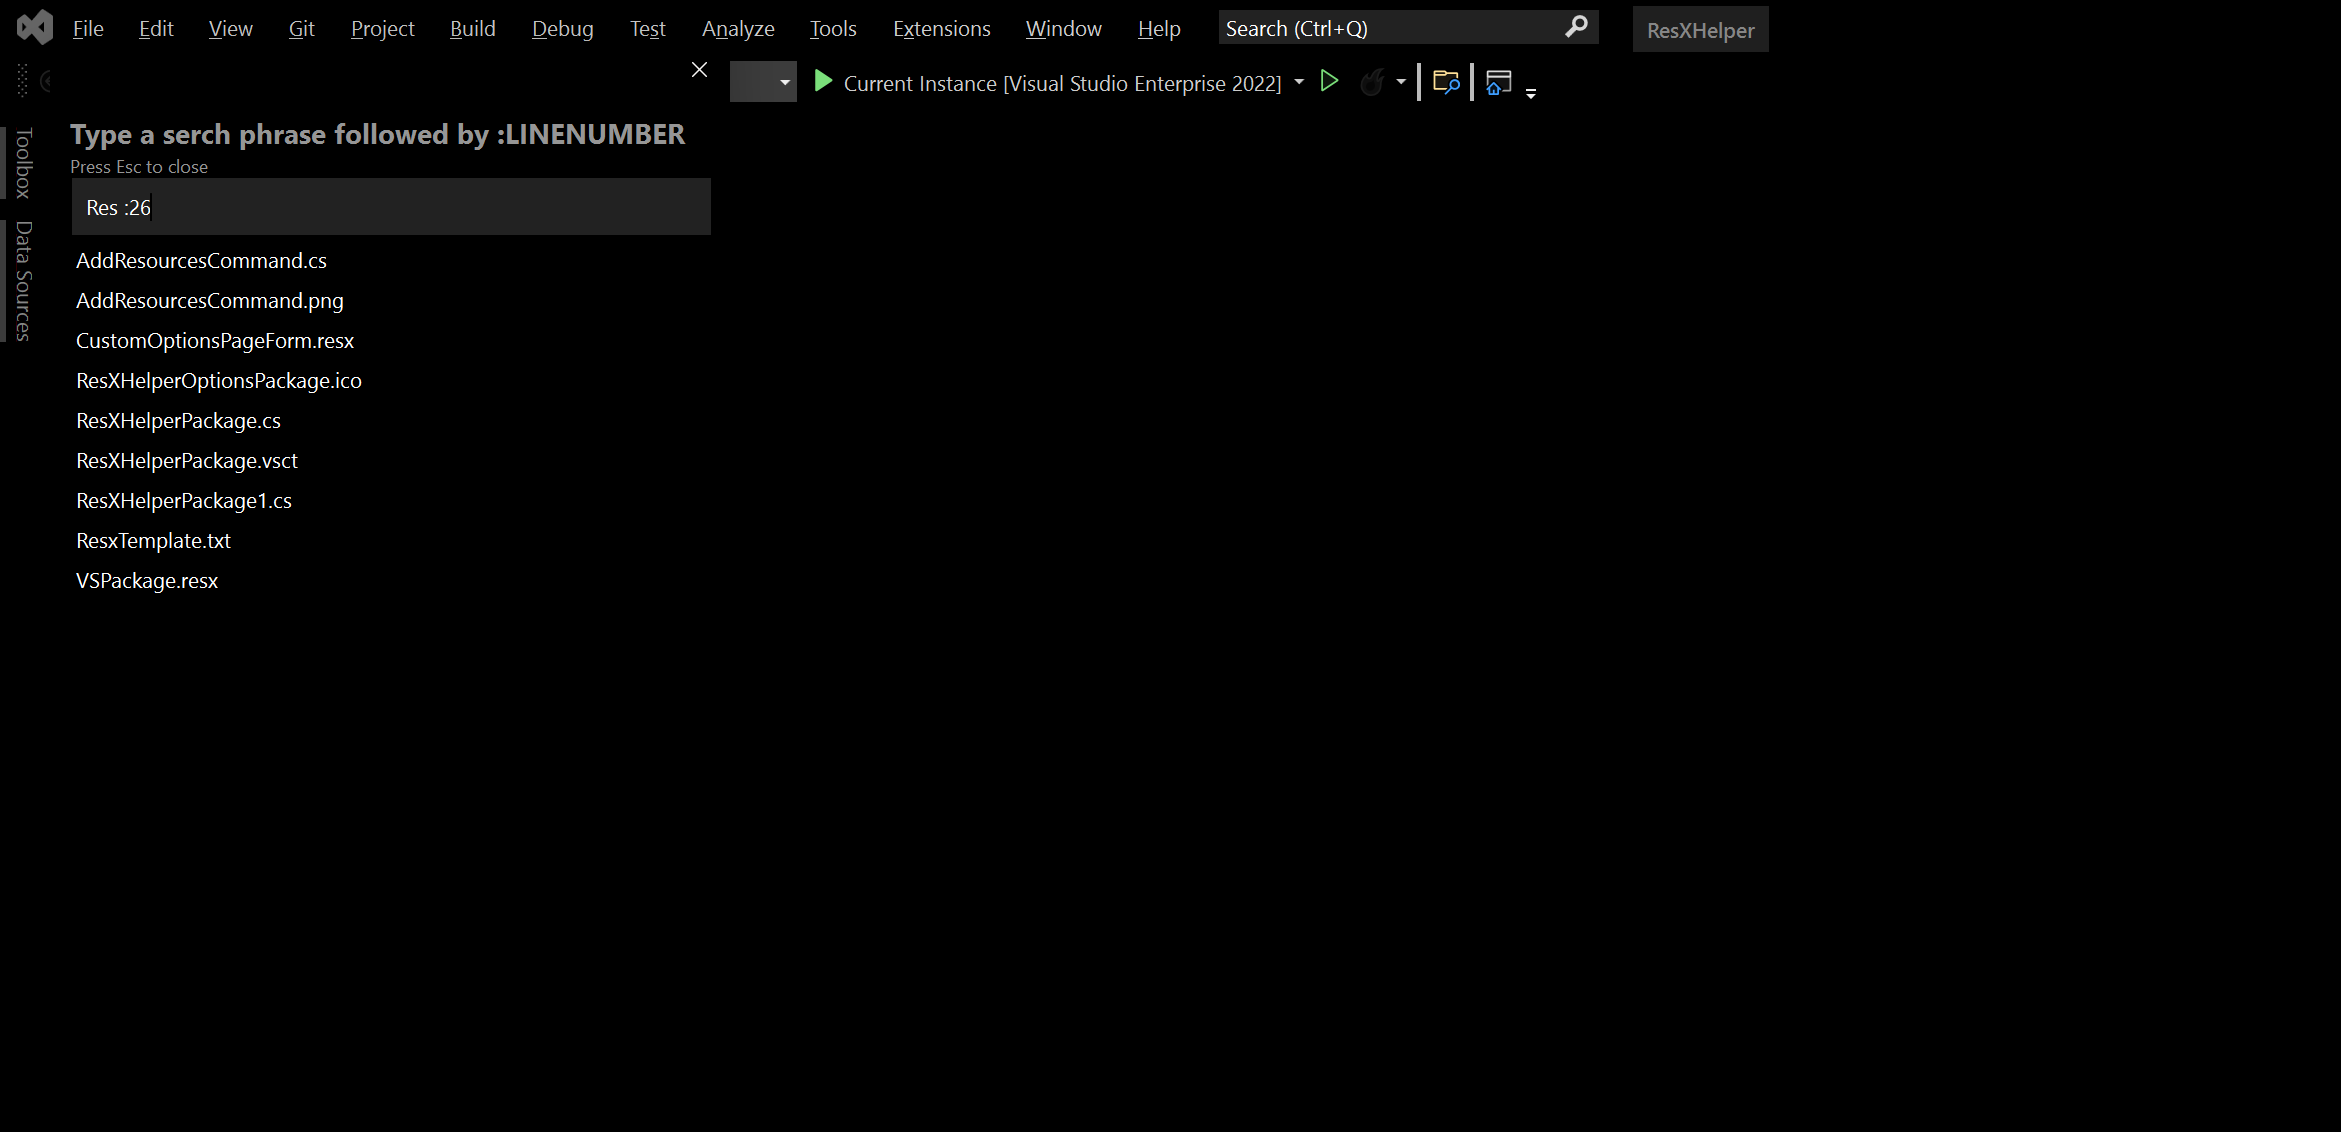 File Edit View Git Project Build Debug Test Analyze Tools Extensions Window Help Search (Ctrl+Q) ResXHelper
Current Instance [Visual Studio Enterprise 2022]
Toolbox
Data Sources
Type a serch phrase followed by :LINENUMBER
Press Esc to close
Res :26
AddResourcesCommand.cs
AddResourcesCommand.png
CustomOptionsPageForm.resx
ResXHelperOptionsPackage.ico
ResXHelperPackage.cs
ResXHelperPackage.vsct
ResXHelperPackage1.cs
ResxTemplate.txt
VSPackage.resx